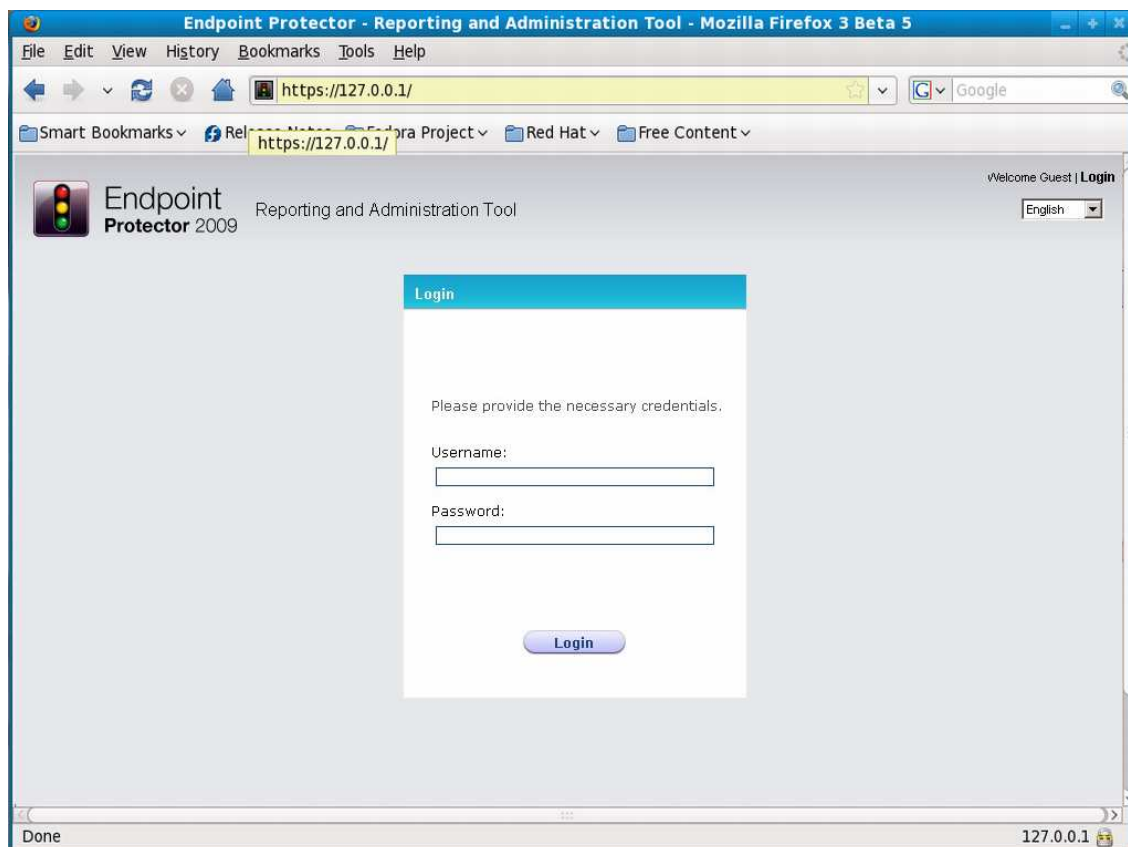 Endpoint Protector - Reporting and Administration Tool - Mozilla Firefox 3 Beta 5
File Edit View History Bookmarks Tools Help
https://127.0.0.1/
G Google
Smart Bookmarks Fedora Project Red Hat Free Content
https://127.0.0.1/
Welcome Guest | Login
Endpoint
Protector 2009
Reporting and Administration Tool
English
Login
Please provide the necessary credentials.
Username:
Password:
Login
Done
127.0.0.1